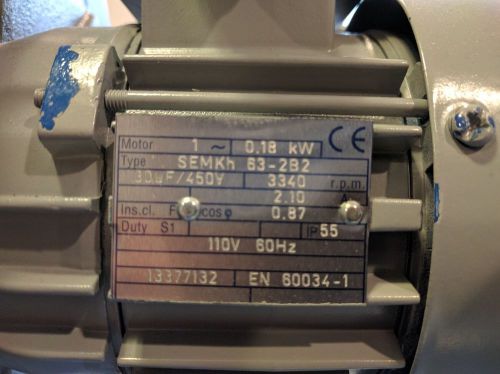 Motor 1 ~ 0.18 kW CE
Type SEMKh 63-2B2
30µF/450V 3340 r.p.m.
2.10 A
Ins.cl. F cos φ 0.87
Duty S1 IP55
110V 60Hz
13377132 EN 60034-1